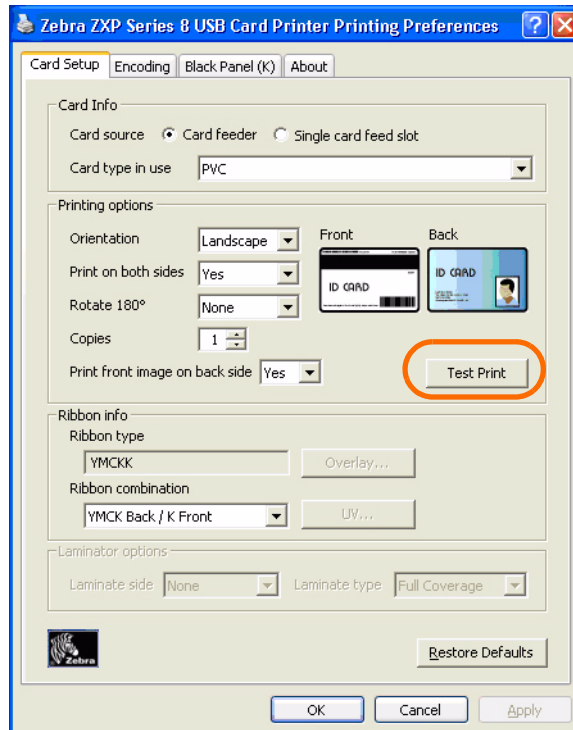 Zebra ZXP Series 8 USB Card Printer Printing Preferences
Card Setup Encoding Black Panel (K) About
Card Info
Card source Card feeder Single card feed slot
Card type in use PVC
Printing options
Orientation Landscape Front Back
Print on both sides Yes
ID CARD ID CARD
Rotate 180° None
Copies 1
Print front image on back side Yes Test Print
Ribbon info
Ribbon type
YMCKK Overlay...
Ribbon combination
YMCK Back / K Front UV...
Laminator options
Laminate side None Laminate type Full Coverage
Zebra
Restore Defaults
OK Cancel Apply